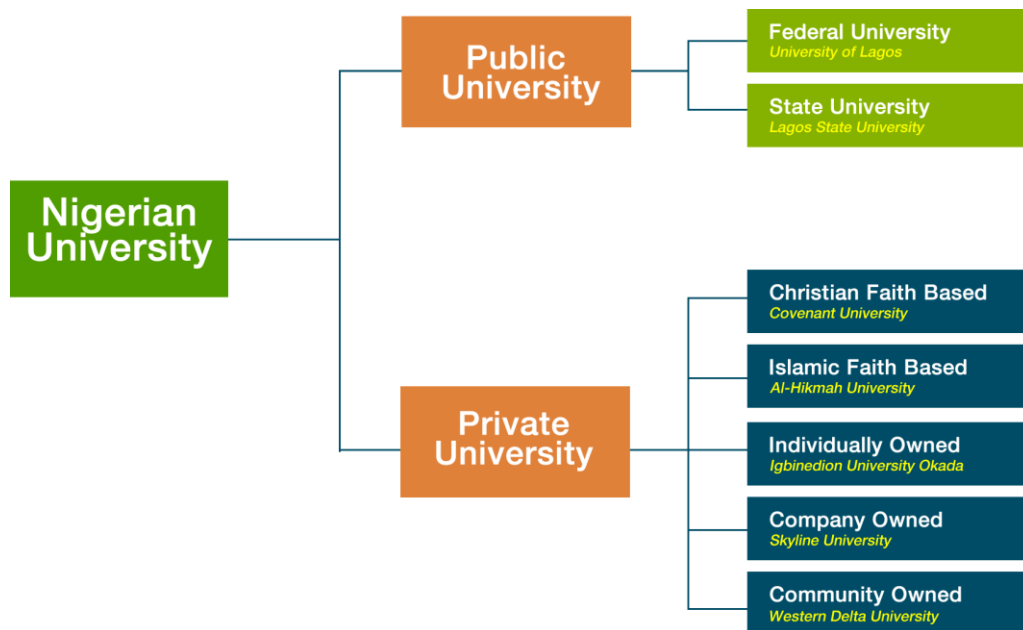 Nigerian
University
Public
University
Federal University
University of Lagos
State University
Lagos State University
Private
University
Christian Faith Based
Covenant University
Islamic Faith Based
Al-Hikmah University
Individually Owned
Igbinedion University Okada
Company Owned
Skyline University
Community Owned
Western Delta University